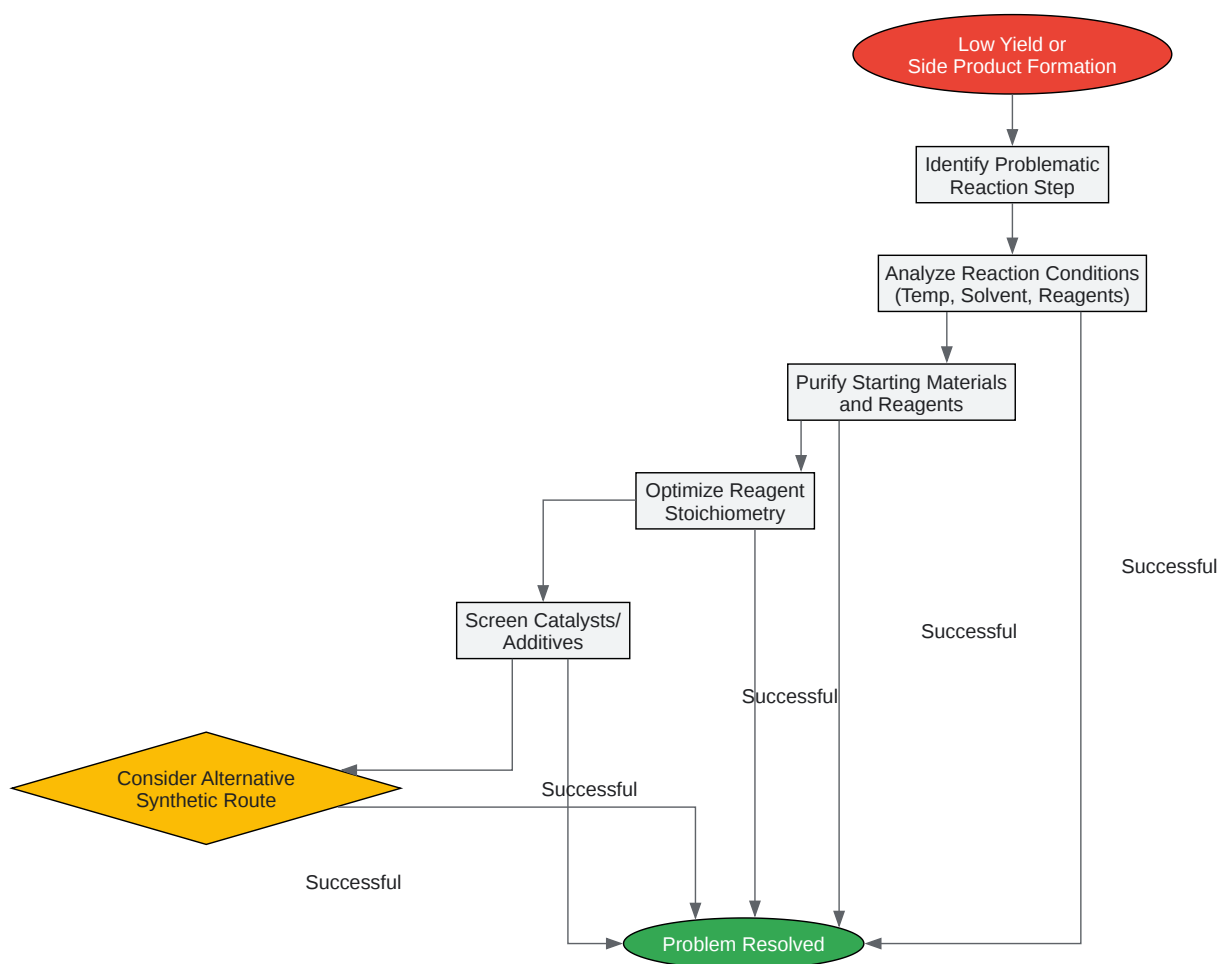 Low Yield or
Side Product Formation
Identify Problematic
Reaction Step
Analyze Reaction Conditions
(Temp, Solvent, Reagents)
Purify Starting Materials
and Reagents
Optimize Reagent
Stoichiometry
Successful
Screen Catalysts/
Additives
Successful
Successful
Consider Alternative
Synthetic Route
Successful
Successful
Problem Resolved